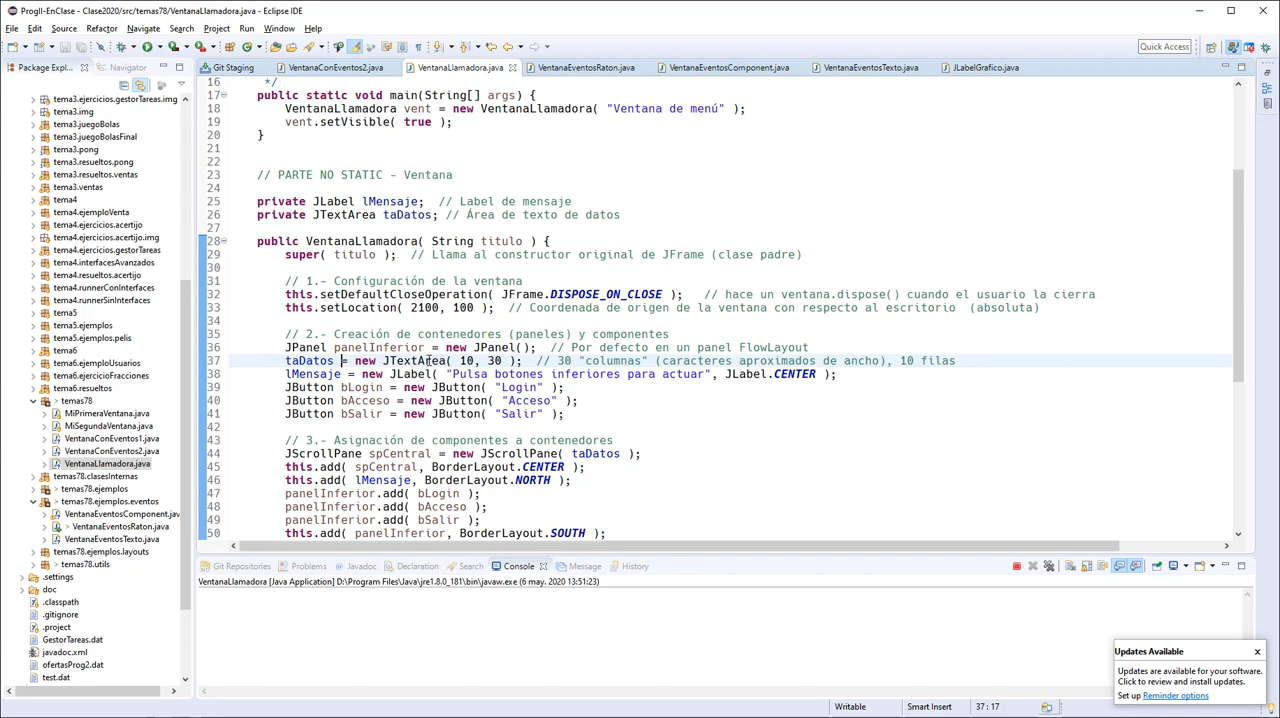 ProgII-EnClase - Clase2020/src/temas78/VentanaLlamadora.java - Eclipse IDE
File Edit Source Refactor Navigate Search Project Run Window Help
Quick Access
Package Expl... Navigator
Git Staging VentanaConEventos2.java VentanaLlamadora.java VentanaEventosRaton.java VentanaEventosComponent.java VentanaEventosTexto.java JLabelGrafico.java
tema3.ejercicios.gestorTareas.img
tema3.img
tema3.juegoBolas
tema3.juegoBolasFinal
tema3.pong
tema3.resueltos.pong
tema3.resueltos.ventas
tema3.ventas
tema4
tema4.ejemploVenta
tema4.ejercicios.acertijo
tema4.ejercicios.acertijo.img
tema4.ejercicios.gestorTareas
tema4.interfacesAvanzados
tema4.resueltos.acertijo
tema4.runnerConInterfaces
tema4.runnerSinInterfaces
tema5
tema5.ejemplos
tema5.ejemplos.pelis
tema6
tema6.ejemploUsuarios
tema6.ejercicioFracciones
tema6.resueltos
temas78
MiPrimeraVentana.java
MiSegundaVentana.java
VentanaConEventos1.java
VentanaConEventos2.java
VentanaLlamadora.java
temas78.clasesInternas
> temas78.ejemplos
> temas78.ejemplos.eventos
VentanaEventosComponent.java
> VentanaEventosRaton.java
VentanaEventosTexto.java
temas78.ejemplos.layouts
> temas78.utils
.settings
doc
.classpath
.gitignore
.project
GestorTareas.dat
javadoc.xml
ofertasProg2.dat
test.dat
16 */
17 public static void main(String[] args) {
18 VentanaLlamadora vent = new VentanaLlamadora( "Ventana de menú" );
19 vent.setVisible( true );
20 }
21
22
23 // PARTE NO STATIC - Ventana
24
25 private JLabel lMensaje; // Label de mensaje
26 private JTextArea taDatos; // Área de texto de datos
27
28 public VentanaLlamadora( String titulo ) {
29 super( titulo ); // Llama al constructor original de JFrame (clase padre)
30
31 // 1.- Configuración de la ventana
32 this.setDefaultCloseOperation( JFrame.DISPOSE_ON_CLOSE ); // hace un ventana.dispose() cuando el usuario la cierra
33 this.setLocation( 2100, 100 ); // Coordenada de origen de la ventana con respecto al escritorio (absoluta)
34
35 // 2.- Creación de contenedores (paneles) y componentes
36 JPanel panelInferior = new JPanel(); // Por defecto en un panel FlowLayout
37 taDatos = new JTextArea( 10, 30 ); // 30 "columnas" (caracteres aproximados de ancho), 10 filas
38 lMensaje = new JLabel( "Pulsa botones inferiores para actuar", JLabel.CENTER );
39 JButton bLogin = new JButton( "Login" );
40 JButton bAcceso = new JButton( "Acceso" );
41 JButton bSalir = new JButton( "Salir" );
42
43 // 3.- Asignación de componentes a contenedores
44 JScrollPane spCentral = new JScrollPane( taDatos );
45 this.add( spCentral, BorderLayout.CENTER );
46 this.add( lMensaje, BorderLayout.NORTH );
47 panelInferior.add( bLogin );
48 panelInferior.add( bAcceso );
49 panelInferior.add( bSalir );
50 this.add( panelInferior, BorderLayout.SOUTH );
Git Repositories Problems Javadoc Declaration Search Console Message History
VentanaLlamadora [Java Application] D:\Program Files\Java\jre1.8.0_181\bin\javaw.exe (6 may. 2020 13:51:23)
Updates Available
Updates are available for your software.
Click to review and install updates.
Set up Reminder options
Writable Smart Insert 37 : 17